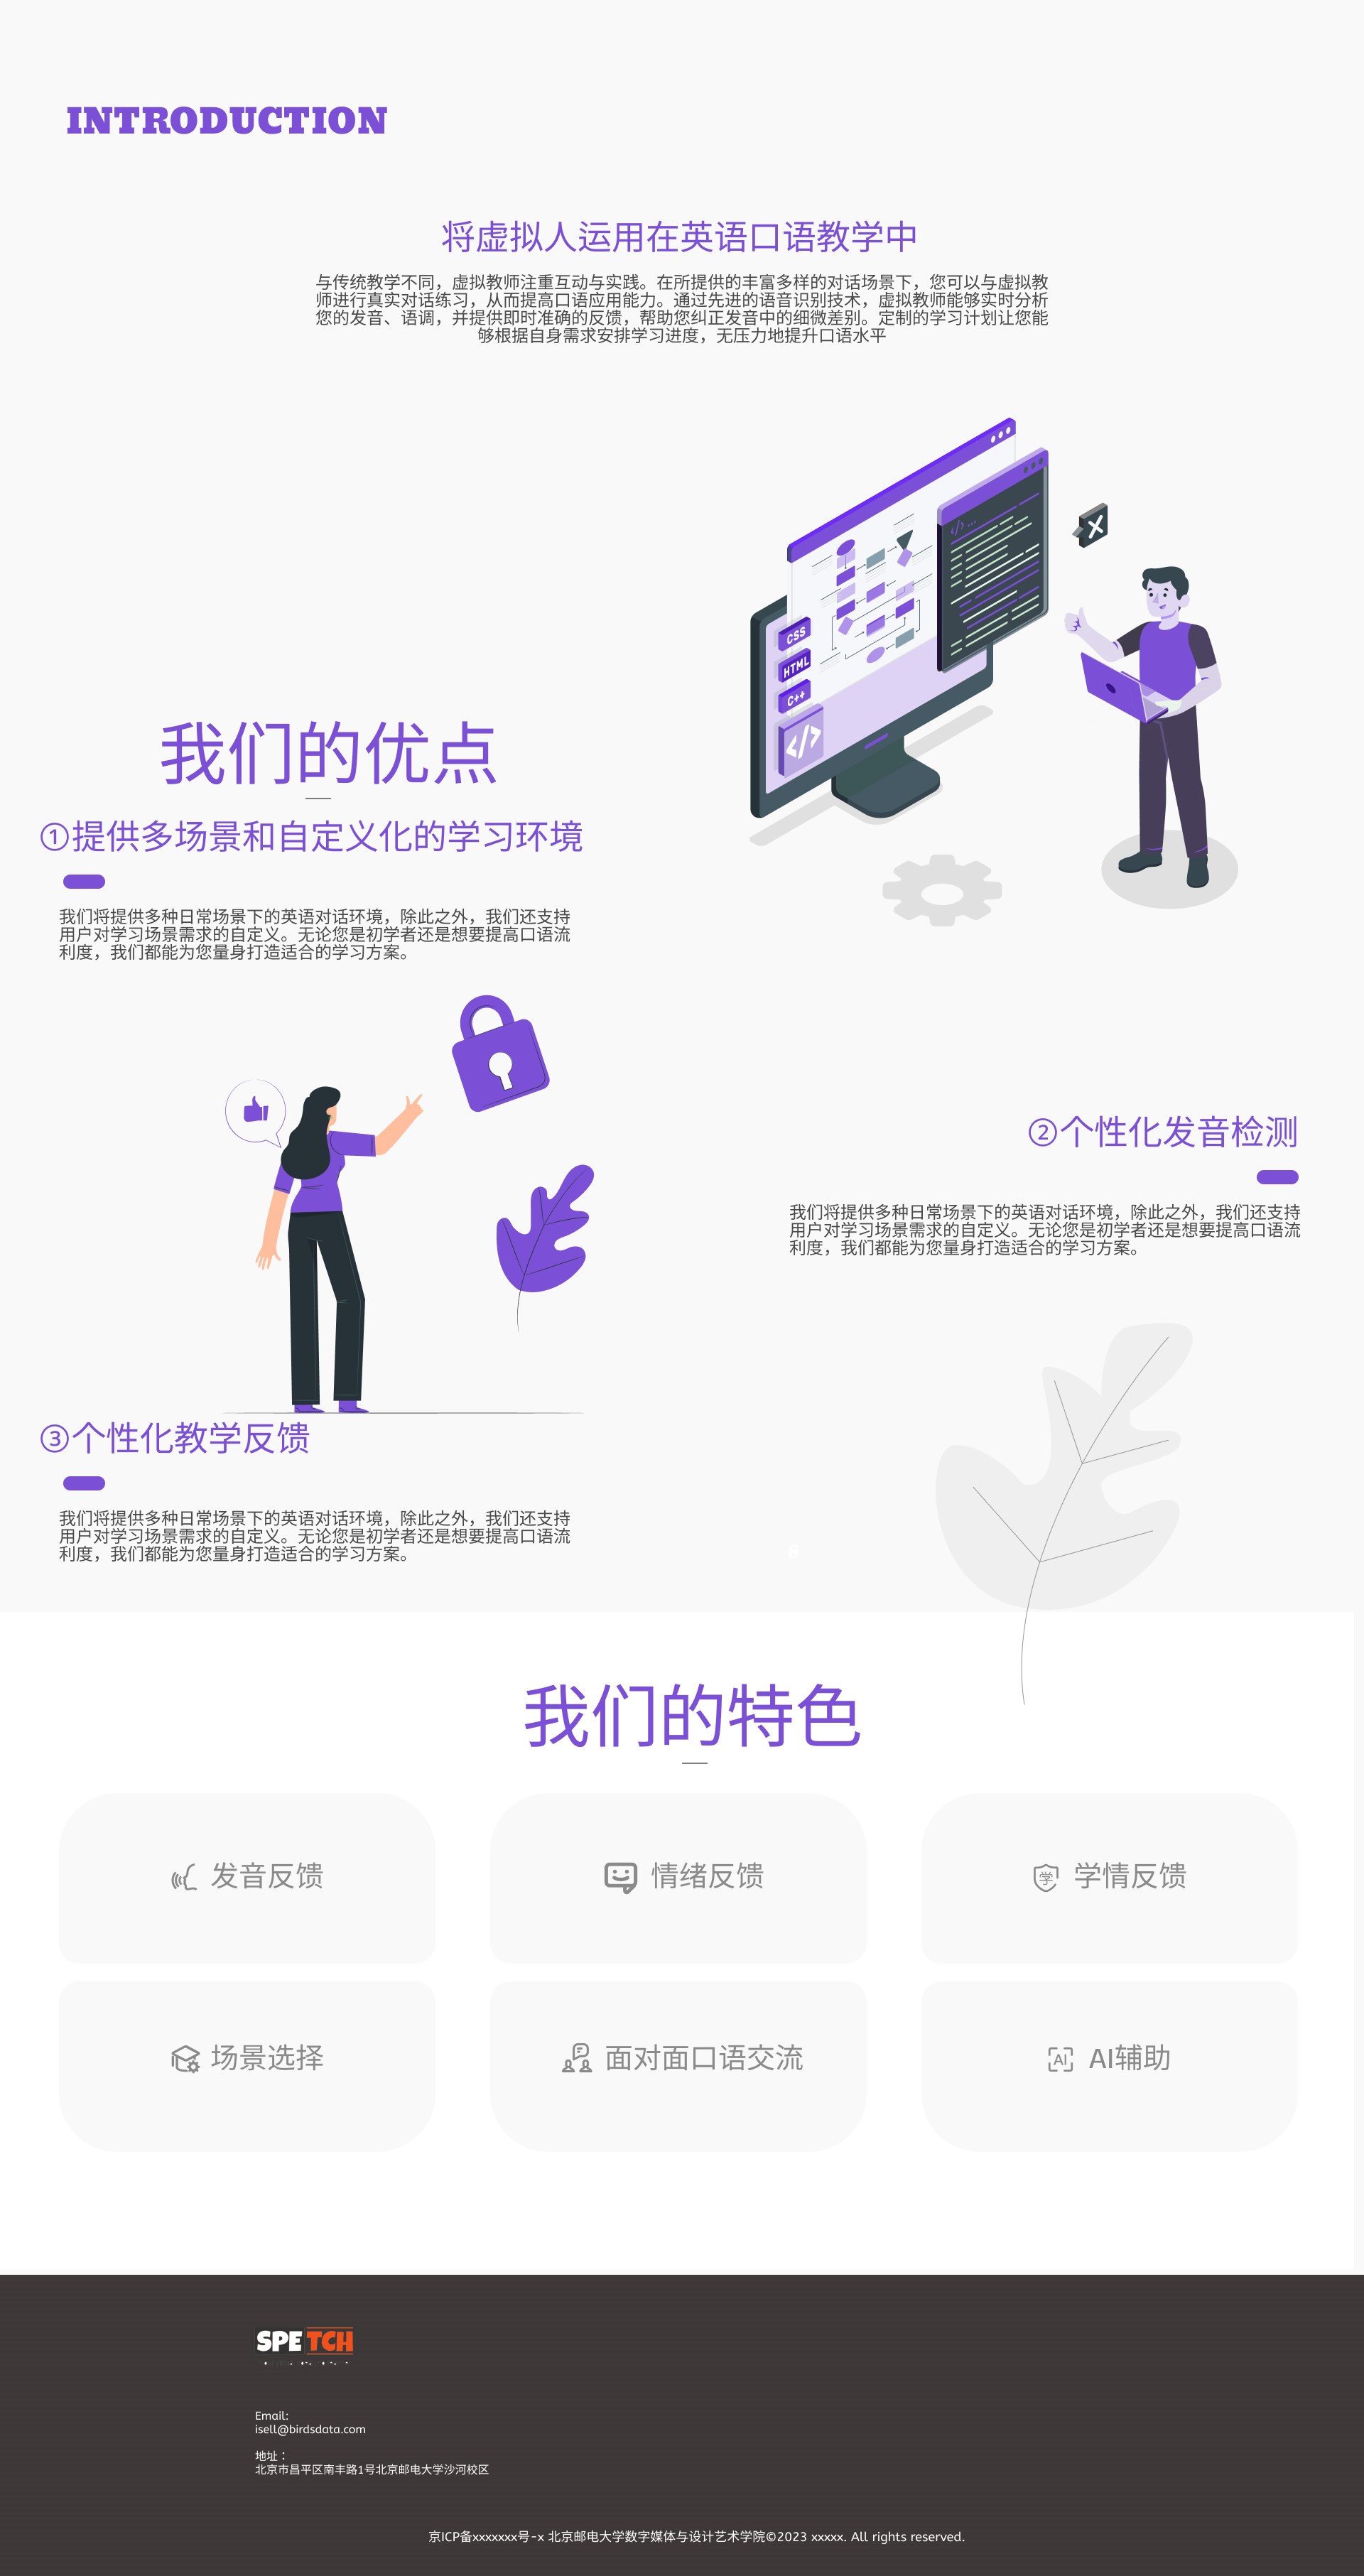 INTRODUCTION
将虚拟人运用在英语口语教学中
与传统教学不同，虚拟教师注重互动与实践。在所提供的丰富多样的对话场景下，您可以与虚拟教
师进行真实对话练习，从而提高口语应用能力。通过先进的语音识别技术，虚拟教师能够实时分析
您的发音、语调，并提供即时准确的反馈，帮助您纠正发音中的细微差别。定制的学习计划让您能
够根据自身需求安排学习进度，无压力地提升口语水平
</>...
CSS
HTML
C++
</>
我们的优点
①提供多场景和自定义化的学习环境
我们将提供多种日常场景下的英语对话环境，除此之外，我们还支持
用户对学习场景需求的自定义。无论您是初学者还是想要提高口语流
利度，我们都能为您量身打造适合的学习方案。
②个性化发音检测
我们将提供多种日常场景下的英语对话环境，除此之外，我们还支持
用户对学习场景需求的自定义。无论您是初学者还是想要提高口语流
利度，我们都能为您量身打造适合的学习方案。
③个性化教学反馈
我们将提供多种日常场景下的英语对话环境，除此之外，我们还支持
用户对学习场景需求的自定义。无论您是初学者还是想要提高口语流
利度，我们都能为您量身打造适合的学习方案。
我们的特色
发音反馈
情绪反馈
学 学情反馈
场景选择
面对面口语交流
AI AI辅助
SPETCH
Email:
isell@birdsdata.com
地址：
北京市昌平区南丰路1号北京邮电大学沙河校区
京ICP备xxxxxxx号-x 北京邮电大学数字媒体与设计艺术学院©2023 xxxxx. All rights reserved.